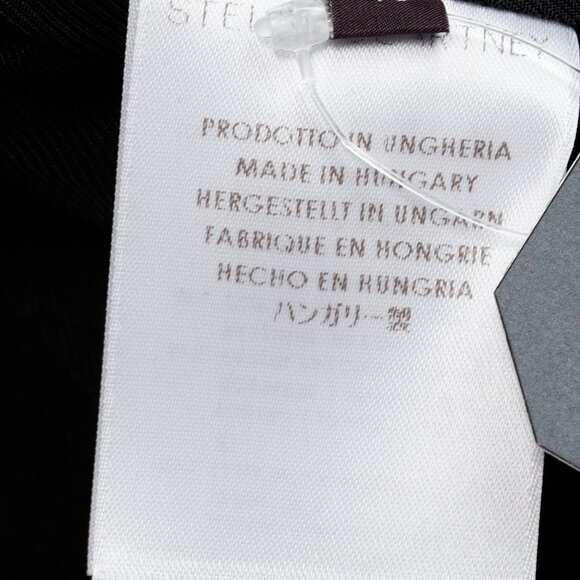 PRODOTTO IN UNGHERIA
MADE IN HUNGARY
HERGESTELLT IN UNGARN
FABRIQUE EN HONGRIE
HECHO EN HUNGRIA
ハンガリー製